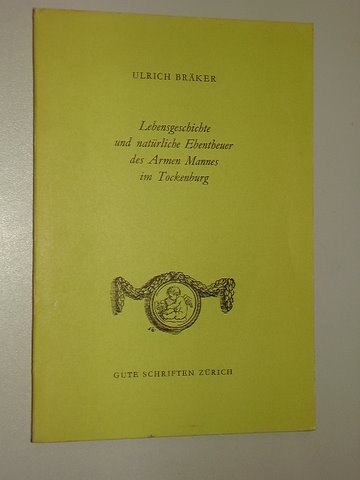 ULRICH BRÄKER
Lebensgeschichte
und natürliche Ebentheuer
des Armen Mannes
im Tockenburg
GUTE SCHRIFTEN ZÜRICH